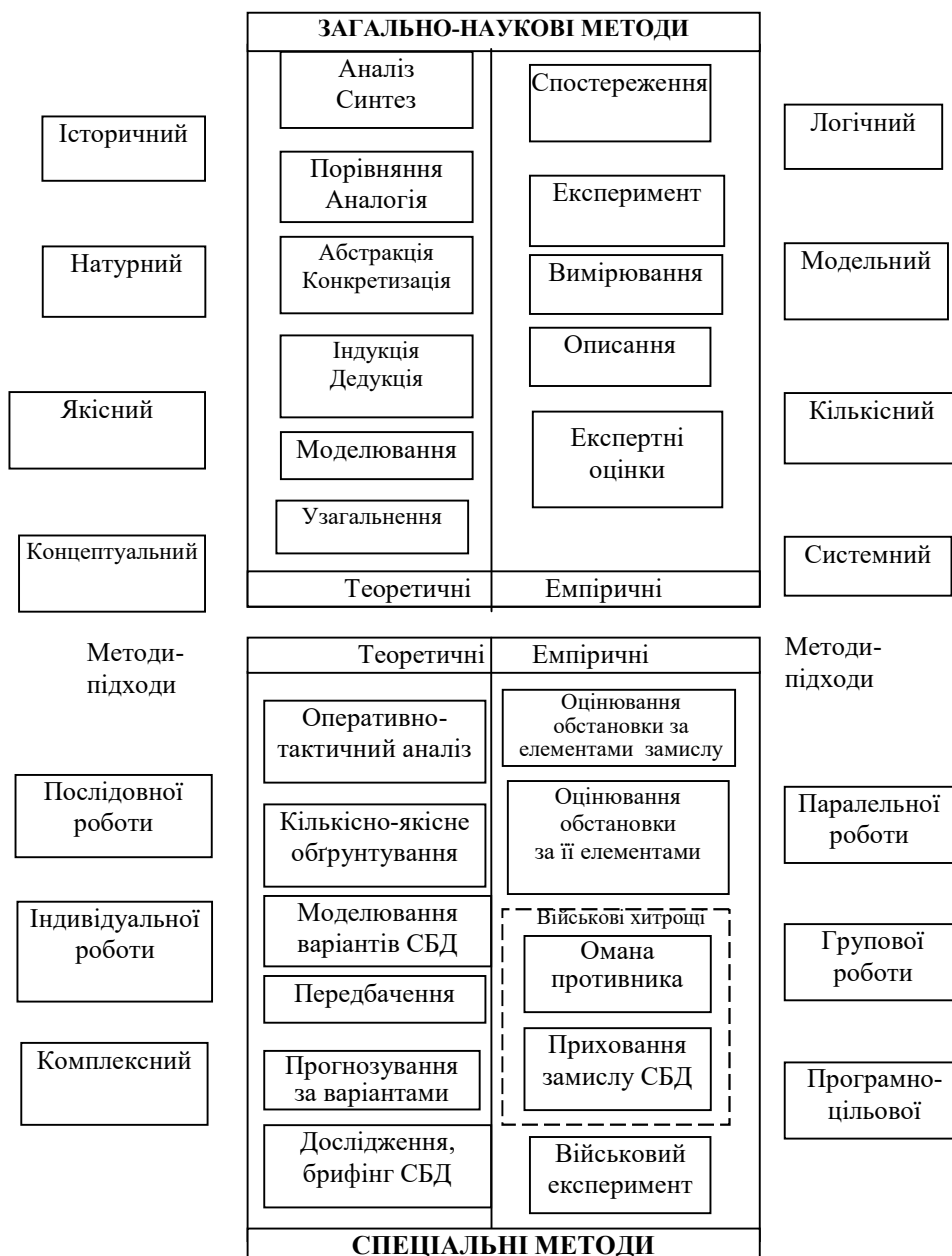 ЗАГАЛЬНО-НАУКОВІ МЕТОДИ
Аналіз
Синтез
Спостереження
Історичний
Логічний
Порівняння
Аналогія
Експеримент
Натурний
Абстракція
Конкретизація
Вимірювання
Модельний
Індукція
Дедукція
Описання
Якісний
Кількісний
Моделювання
Експертні
оцінки
Узагальнення
Концептуальний
Системний
Теоретичні
Емпіричні
Методи-
підходи
Теоретичні
Емпіричні
Методи-
підходи
Оперативно-
тактичний аналіз
Оцінювання
обстановки за
елементами замислу
Послідовної
роботи
Кількісно-якісне
обґрунтування
Оцінювання
обстановки
за її елементами
Паралельної
роботи
Індивідуальної
роботи
Моделювання
варіантів СБД
Військові хитрощі
Омана
противника
Групової
роботи
Передбачення
Комплексний
Прогнозування
за варіантами
Приховання
замислу СБД
Програмно-
цільової
Дослідження,
брифінг СБД
Військовий
експеримент
СПЕЦІАЛЬНІ МЕТОДИ